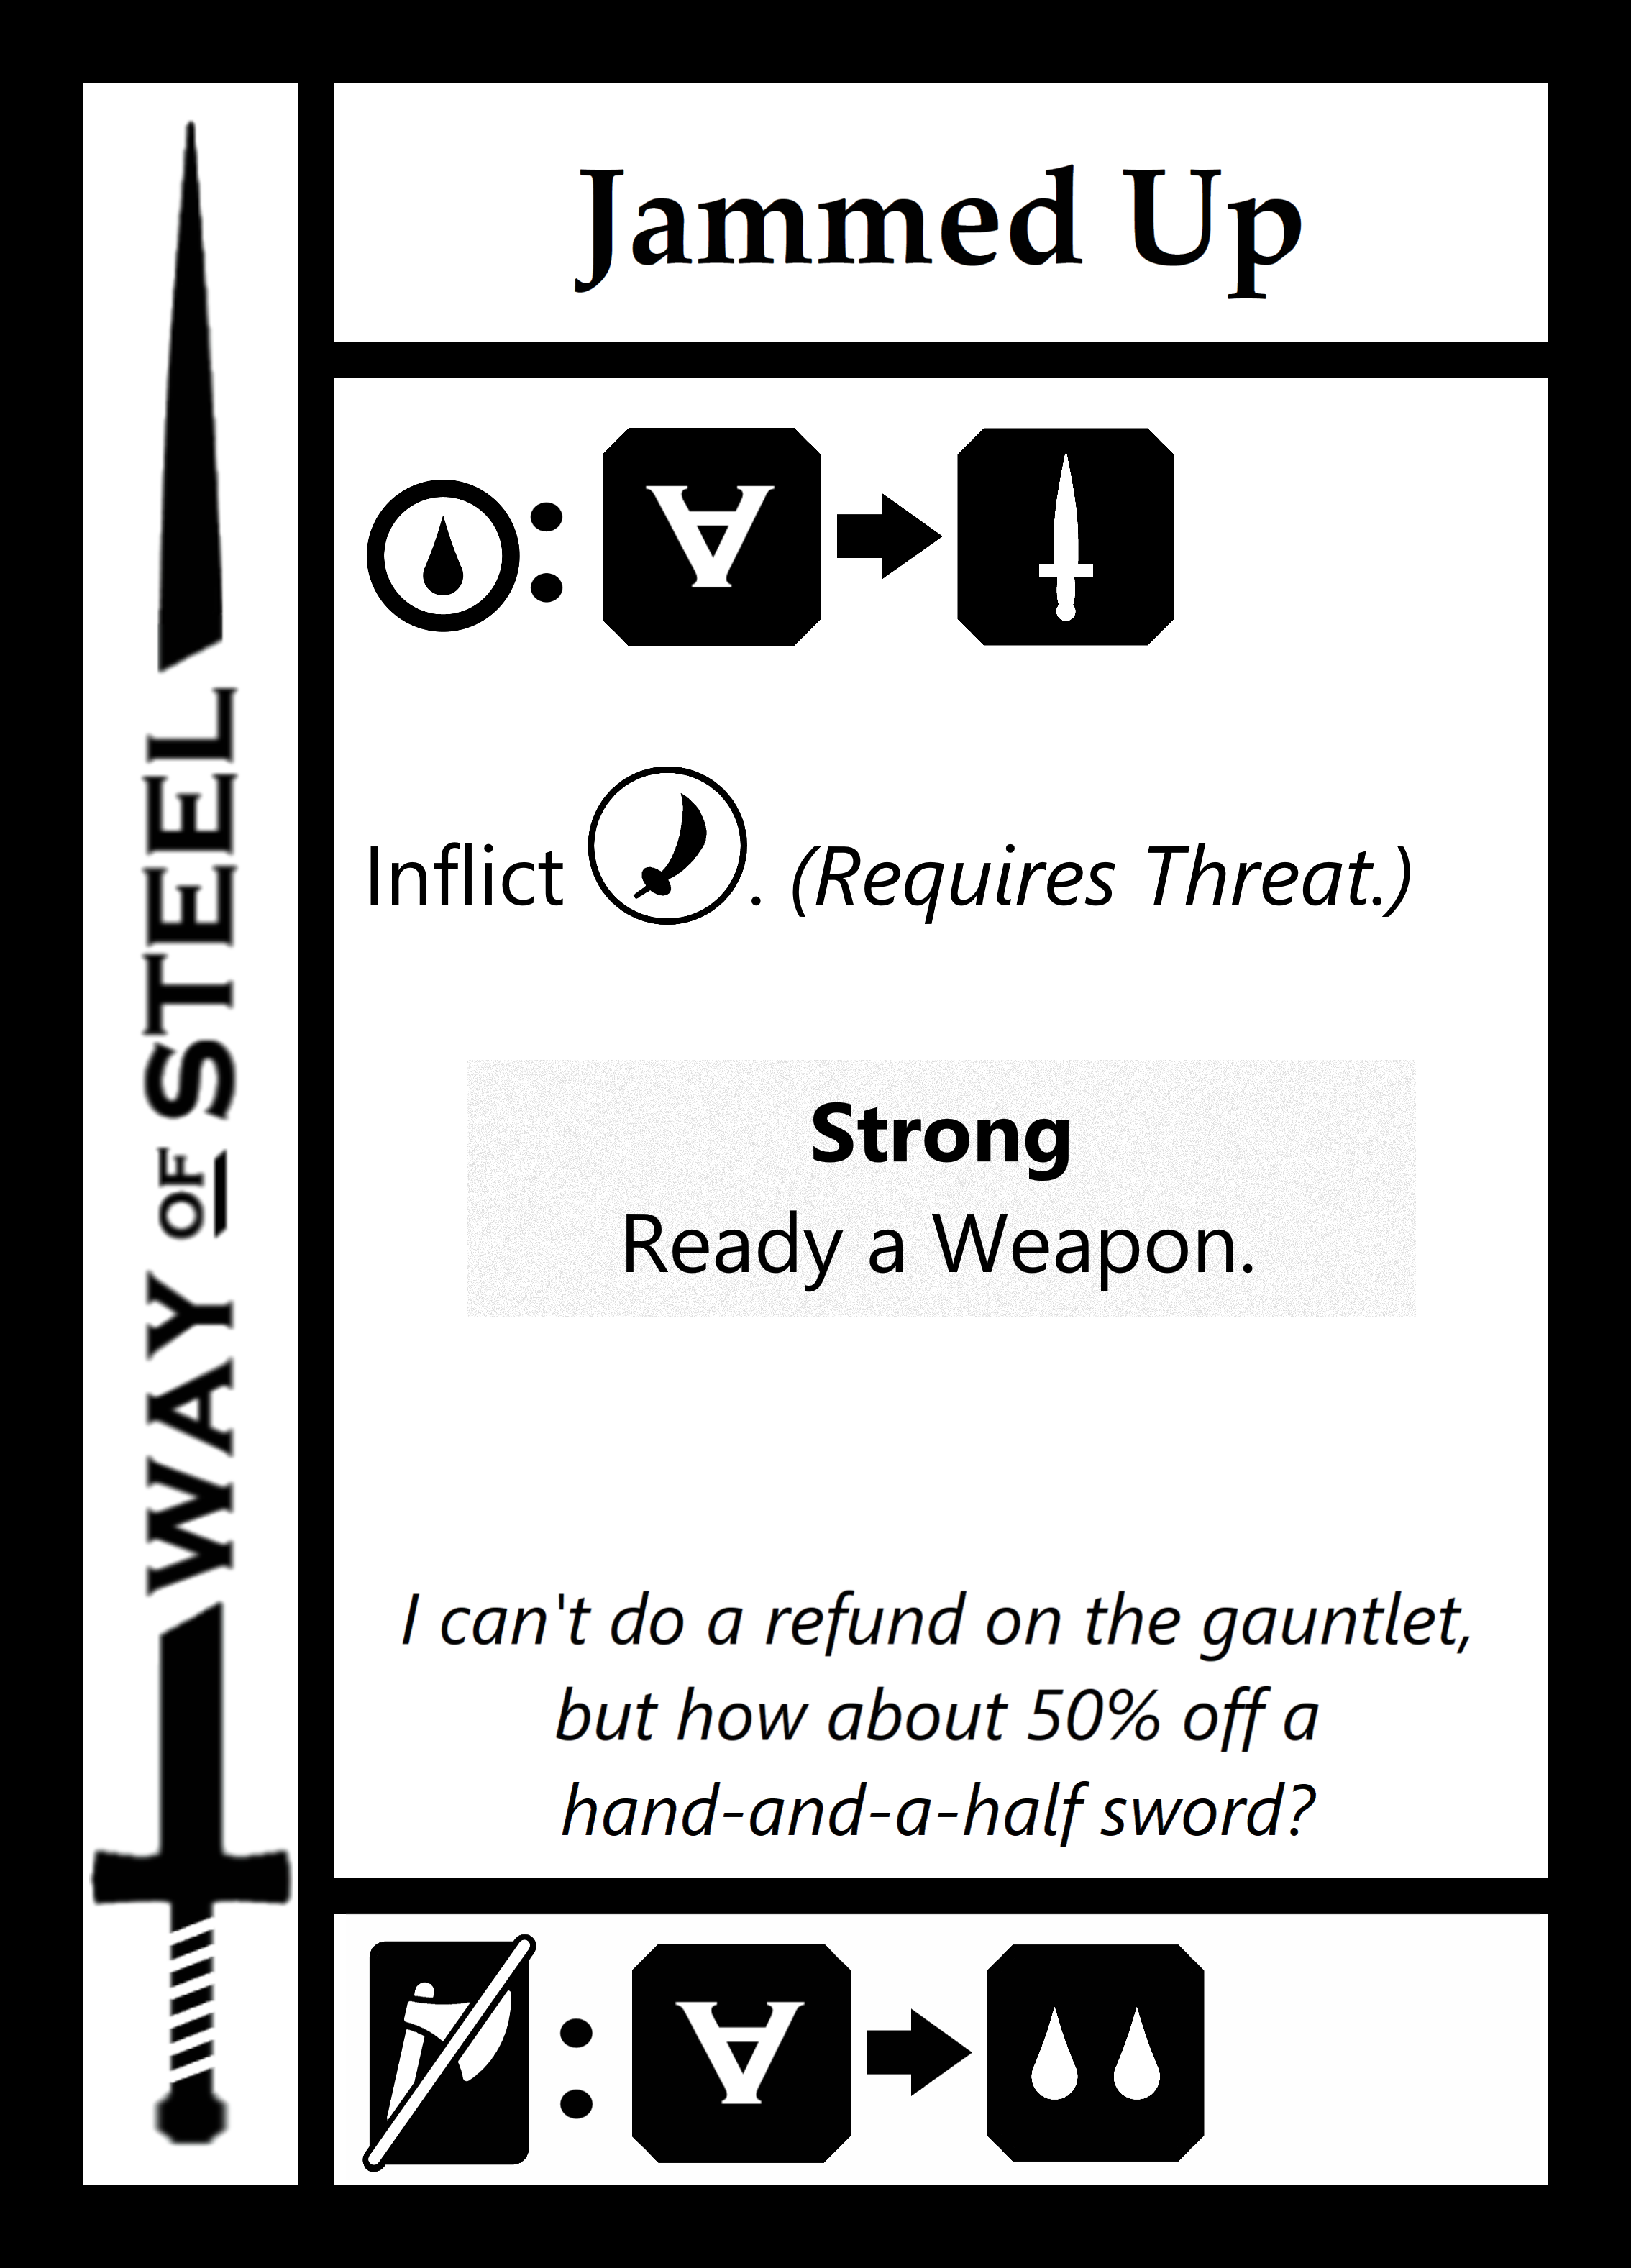 WAY OF STEEL
Jammed Up
: ∀
Inflict . (Requires Threat.)
Strong
Ready a Weapon.
I can't do a refund on the gauntlet,
but how about 50% off a
hand-and-a-half sword?
: ∀